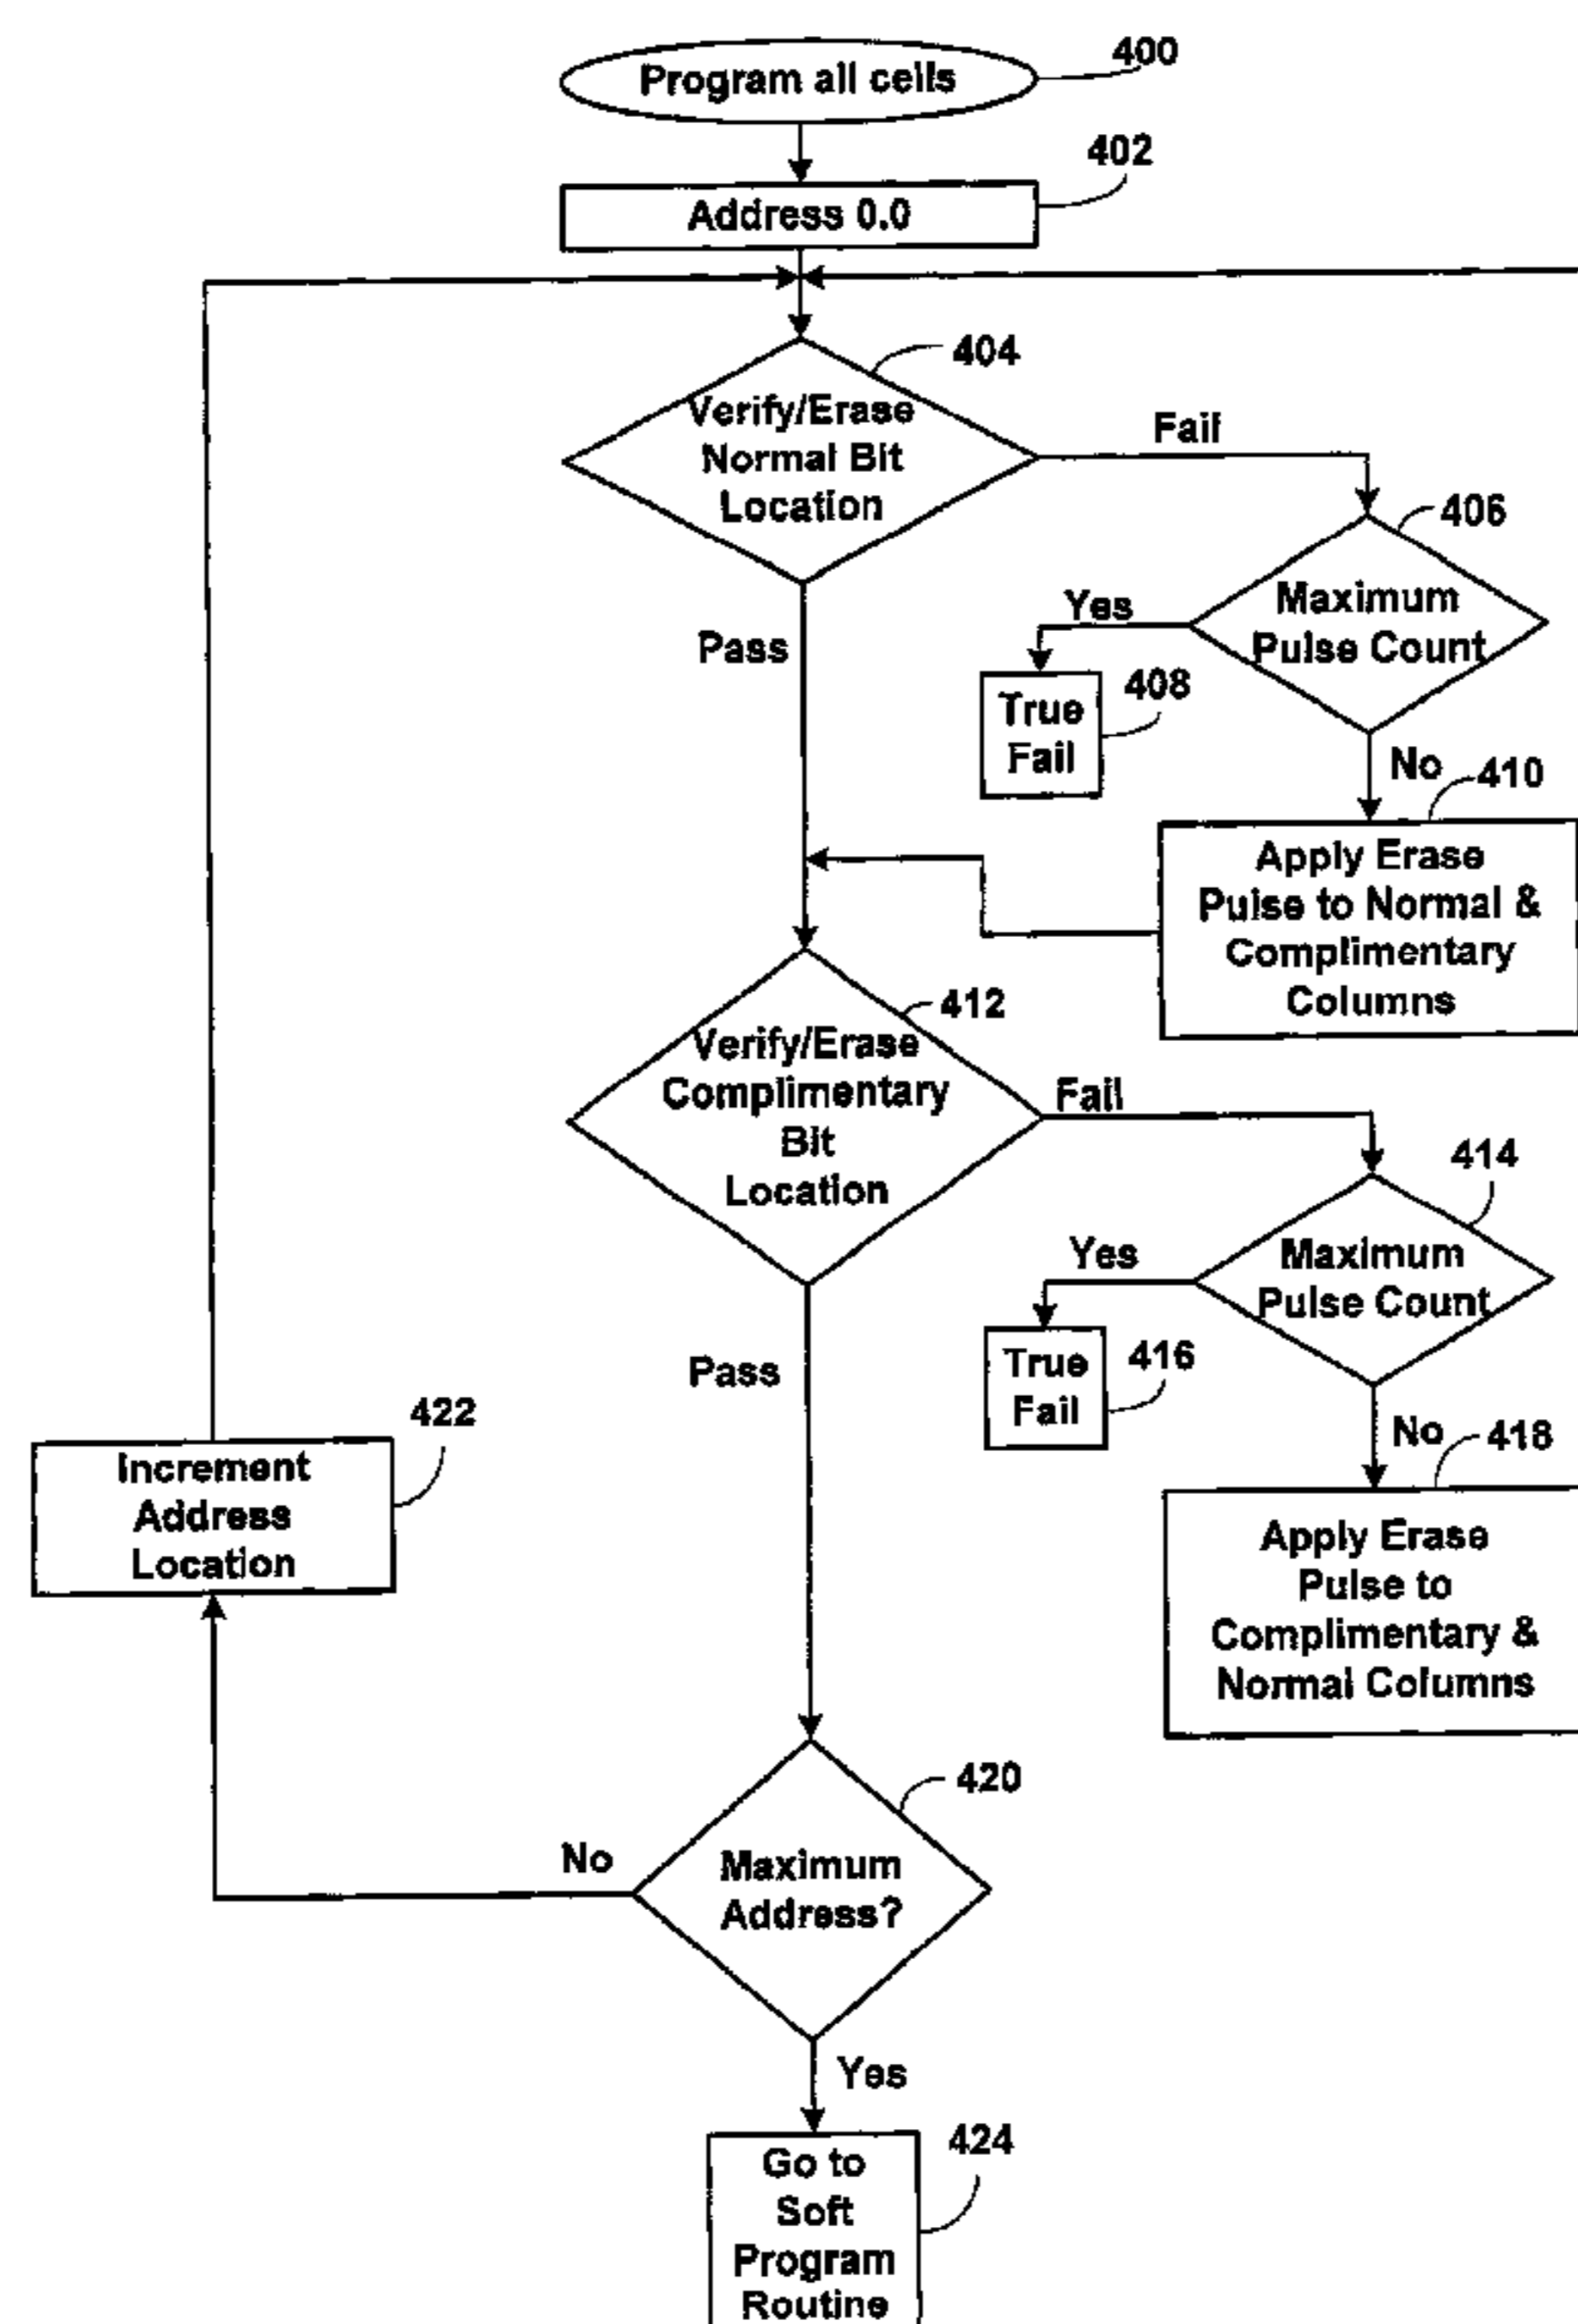 Program all cells
400
402
Address 0.0
404
Verify/Erase
Normal Bit
Location
Fail
406
Maximum
Pulse Count
Yes
Pass
408
True
Fail
No
410
Apply Erase
Pulse to Normal &
Complimentary
Columns
412
Verify/Erase
Complimentary
Bit
Location
Fail
414
Maximum
Pulse Count
Yes
416
True
Fail
Pass
No
418
422
Increment
Address
Location
Apply Erase
Pulse to
Complimentary &
Normal Columns
420
No
Maximum
Address?
Yes
424
Go to
Soft
Program
Routine